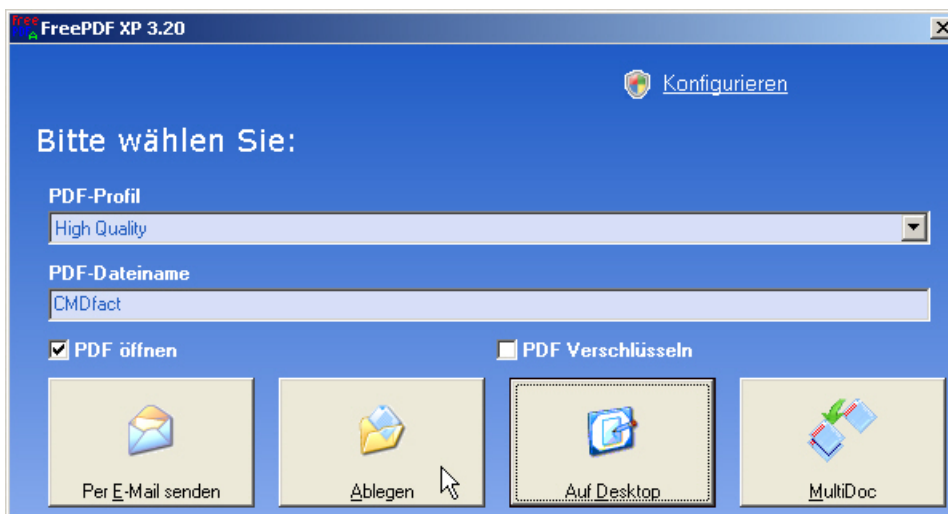 FreePDF XP 3.20
Konfigurieren
Bitte wählen Sie:
PDF-Profil
High Quality
PDF-Dateiname
CMDfact
PDF öffnen
PDF Verschlüsseln
Per E-Mail senden
Ablegen
Auf Desktop
MultiDoc